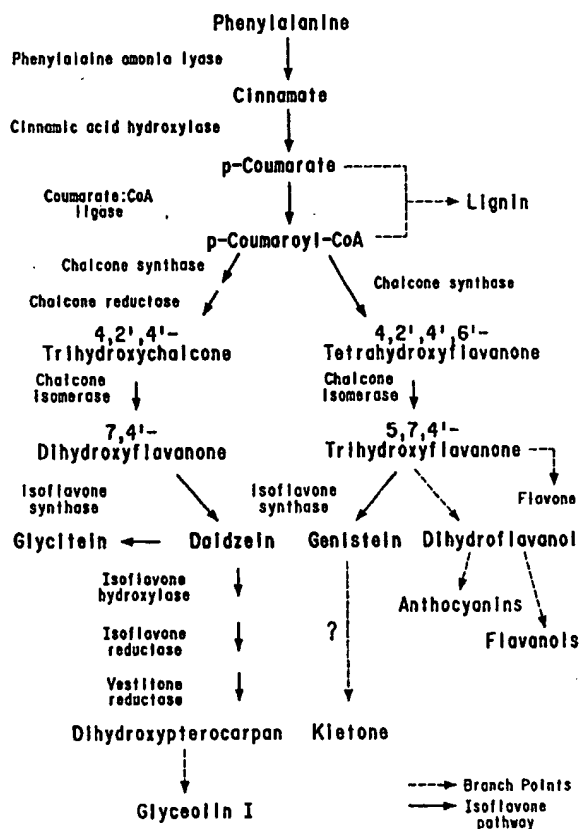 Phenylalanine
Phenylalaine amonia lyase
Cinnamate
Cinnamic acid hydroxylase
p-Coumarate
Coumarate:CoA
ligase
Lignin
p-Coumaroyl-CoA
Chalcone synthase
Chalcone synthase
Chalcone reductase
4,2',4'-
Trihydroxychalcone
4,2',4',6'-
Tetrahydroxyflavanone
Chalcone
isomerase
Chalcone
isomerase
7,4'-
Dihydroxyflavanone
5,7,4'-
Trihydroxyflavanone
Isoflavone
synthase
Isoflavone
synthase
Flavone
Glycitein
Daidzein
Genistein
Dihydroflavanol
Isoflavone
hydroxylase
Anthocyanins
Isoflavone
reductase
?
Flavanols
Vestitone
reductase
Dihydroxypterocarpan
Kietone
Glyceolin I
Branch Points
Isoflavone
pathway